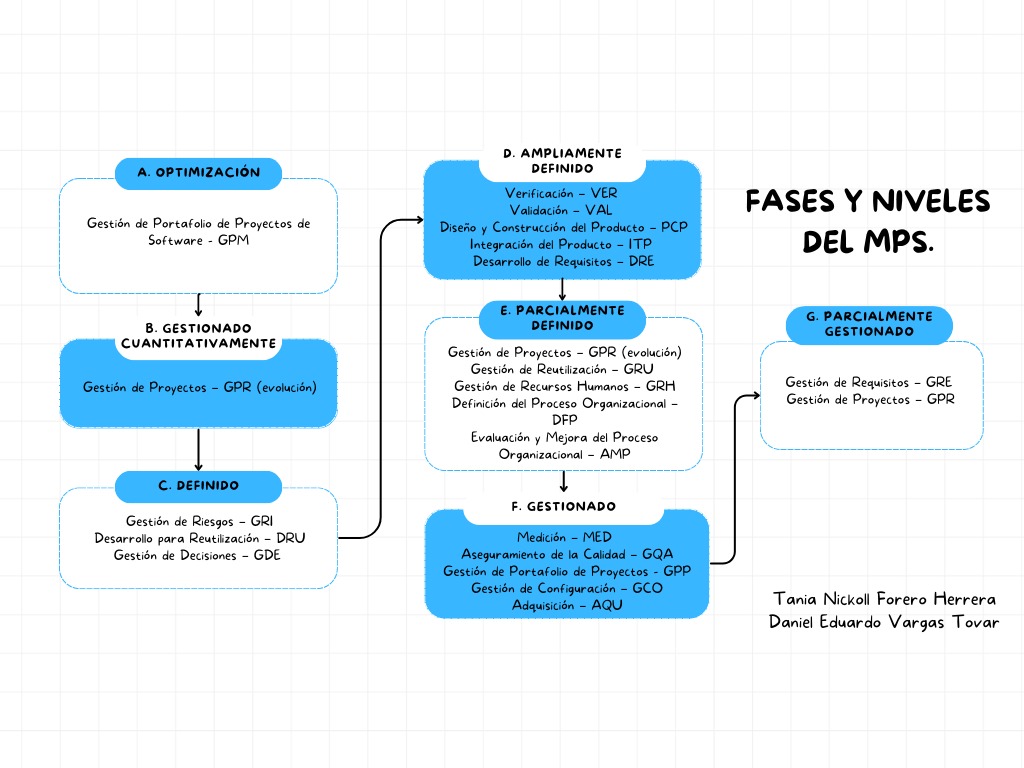 A. OPTIMIZACIÓN
Gestión de Portafolio de Proyectos de
Software - GPM
B. GESTIONADO
CUANTITATIVAMENTE
Gestión de Proyectos – GPR (evolución)
C. DEFINIDO
Gestión de Riesgos – GRI
Desarrollo para Reutilización – DRU
Gestión de Decisiones – GDE
D. AMPLIAMENTE
DEFINIDO
Verificación – VER
Validación – VAL
Diseño y Construcción del Producto – PCP
Integración del Producto – ITP
Desarrollo de Requisitos – DRE
E. PARCIALMENTE
DEFINIDO
Gestión de Proyectos – GPR (evolución)
Gestión de Reutilización – GRU
Gestión de Recursos Humanos – GRH
Definición del Proceso Organizacional –
DFP
Evaluación y Mejora del Proceso
Organizacional – AMP
F. GESTIONADO
Medición – MED
Aseguramiento de la Calidad – GQA
Gestión de Portafolio de Proyectos - GPP
Gestión de Configuración – GCO
Adquisición – AQU
FASES Y NIVELES
DEL MPS.
G. PARCIALMENTE
GESTIONADO
Gestión de Requisitos – GRE
Gestión de Proyectos – GPR
Tania Nickoll Forero Herrera
Daniel Eduardo Vargas Tovar